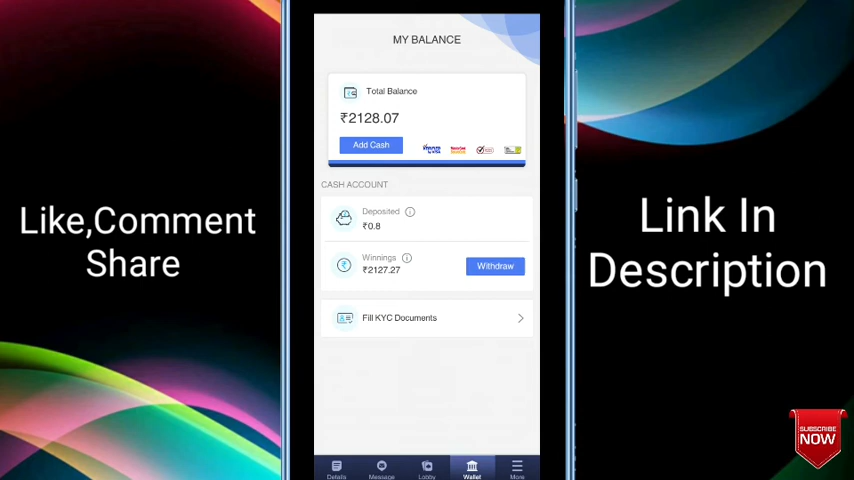 MY BALANCE
Total Balance
₹2128.07
Add Cash
CASH ACCOUNT
Deposited
₹0.8
Winnings
₹2127.27
Withdraw
Fill KYC Documents
Details
Message
Lobby
Wallet
More
Like,Comment
Share
Link In
Description
SUBSCRIBE
NOW